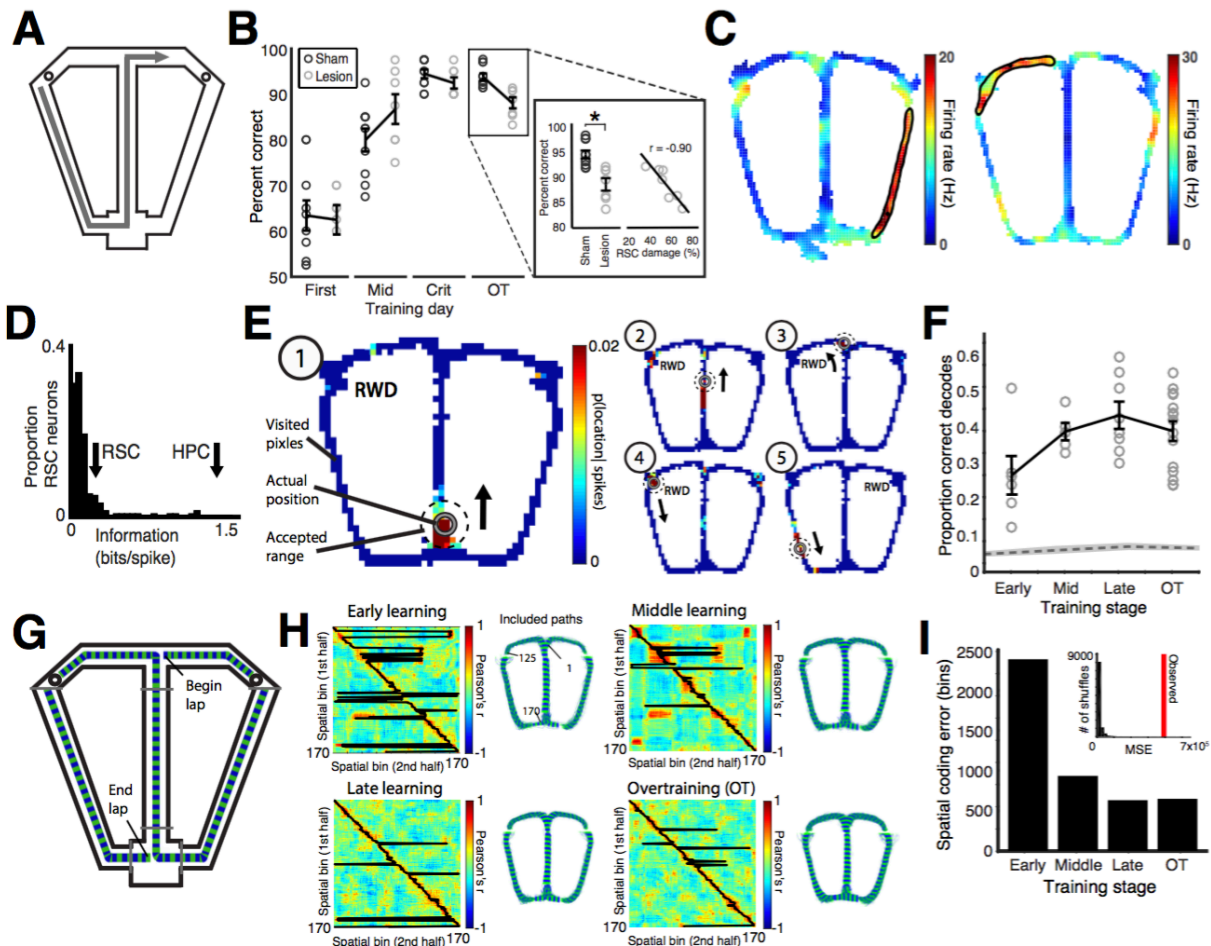 A
B
Percent correct
100
90
80
70
60
50
Sham
Lesion
First
Mid
Crit
OT
Training day
Percent correct
100
95
90
85
80
*
Sham
Lesion
r = -0.90
20
40
60
80
RSC damage (%)
C
20
0
Firing rate (Hz)
30
0
Firing rate (Hz)
D
Proportion
RSC neurons
0.4
0
RSC
HPC
1.5
Information
(bits/spike)
E
1
RWD
Visited
pixles
Actual
position
Accepted
range
0.02
0
p(location| spikes)
2
RWD
3
RWD
4
RWD
5
RWD
F
Proportion correct decodes
0.6
0.5
0.4
0.3
0.2
0.1
0
Early
Mid
Late
OT
Training stage
G
Begin
lap
End
lap
H
Early learning
Spatial bin (1st half)
170
Spatial bin (2nd half)
170
1
-1
Pearson's r
Included paths
125
1
170
Middle learning
Spatial bin (1st half)
170
Spatial bin (2nd half)
170
1
-1
Pearson's r
Late learning
Spatial bin (1st half)
170
Spatial bin (2nd half)
170
1
-1
Pearson's r
Overtraining (OT)
Spatial bin (1st half)
170
Spatial bin (2nd half)
170
1
-1
Pearson's r
I
Spatial coding error (bins)
2500
2000
1500
1000
500
0
Early
Middle
Late
OT
Training stage
9000
# of shuffles
0
MSE
7x10⁵
Observed